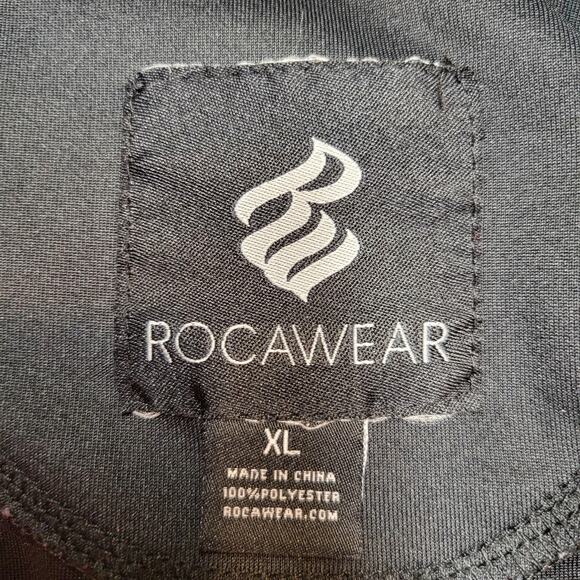 ROCAWEAR
XL
MADE IN CHINA
100%POLYESTER
ROCAWEAR.COM